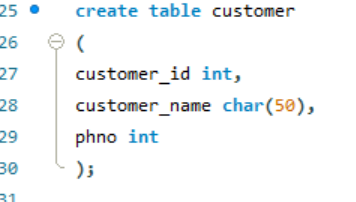 25 create table customer
26 (
27 customer_id int,
28 customer_name char(50),
29 phno int
30 );
31